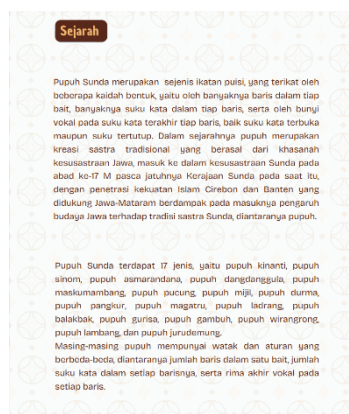 Sejarah
Pupuh Sunda merupakan sejenis ikatan puisi, yang terikat oleh
beberapa kaidah bentuk, yaitu oleh banyaknya baris dalam tiap
bait, banyaknya suku kata dalam tiap baris, serta oleh bunyi
vokal pada suku kata terakhir tiap baris, baik suku kata terbuka
maupun suku tertutup. Dalam sejarahnya pupuh merupakan
kreasi sastra tradisional yang berasal dari khasanah
kesusastraan Jawa, masuk ke dalam kesusastraan Sunda pada
abad ke-17 M pasca jatuhnya Kerajaan Sunda pada saat itu,
dengan penetrasi kekuatan Islam Cirebon dan Banten yang
didukung Jawa-Mataram berdampak pada masuknya pengaruh
budaya Jawa terhadap tradisi sastra Sunda, diantaranya pupuh.
Pupuh Sunda terdapat 17 jenis, yaitu pupuh kinanti, pupuh
sinom, pupuh asmarandana, pupuh dangdanggula, pupuh
maskumambang, pupuh pucung, pupuh mijil, pupuh durma,
pupuh pangkur, pupuh magatru, pupuh ladrang, pupuh
balakbak, pupuh gurisa, pupuh gambuh, pupuh wirangrong,
pupuh lambang, dan pupuh jurudemung.
Masing-masing pupuh mempunyai watak dan aturan yang
berbeda-beda, diantaranya jumlah baris dalam satu bait, jumlah
suku kata dalam setiap barisnya, serta rima akhir vokal pada
setiap baris.